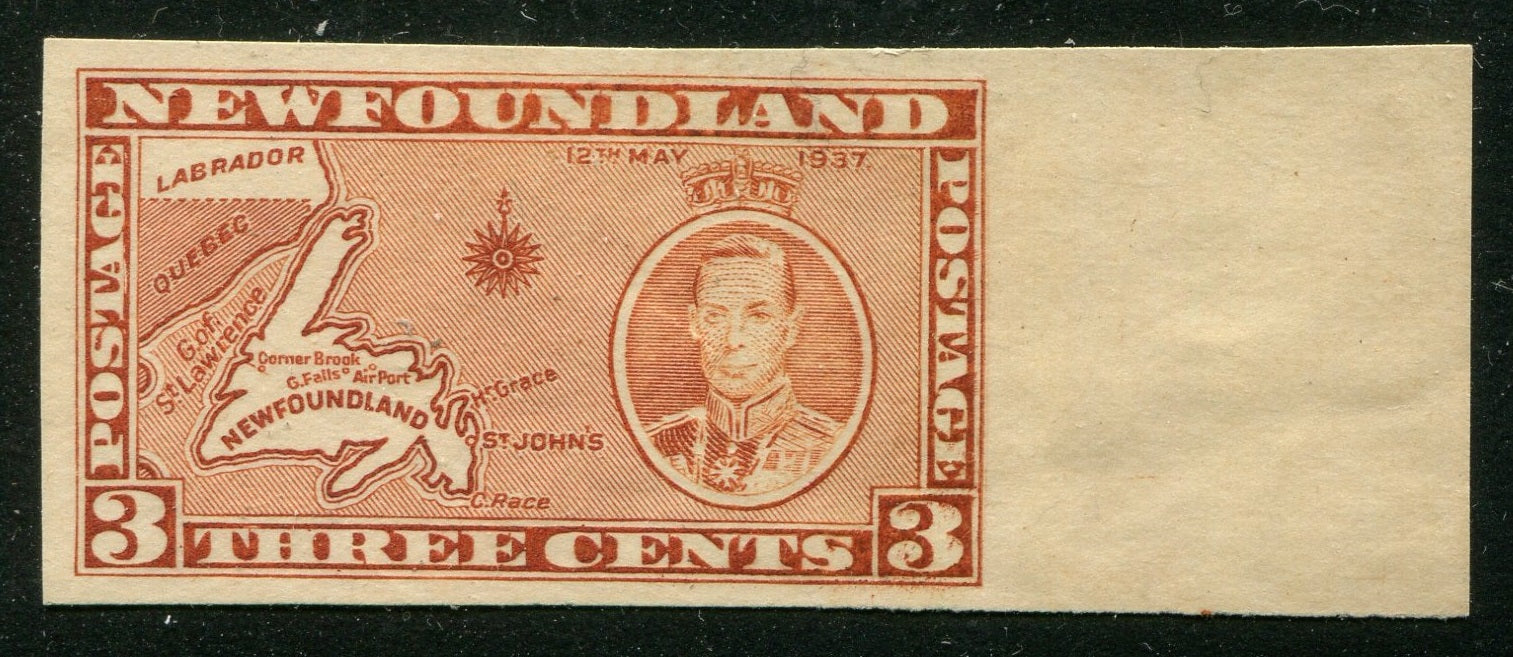 NEWFOUNDLAND
POSTAGE
POSTAGE
12TH MAY 1937.
LABRADOR
QUEBEC
G. of.
St. Lawrence
Corner Brook
G. Falls Air Port
NEWFOUNDLAND
Hr. Grace
ST. JOHN'S
C. Race
3 THREE CENTS 3